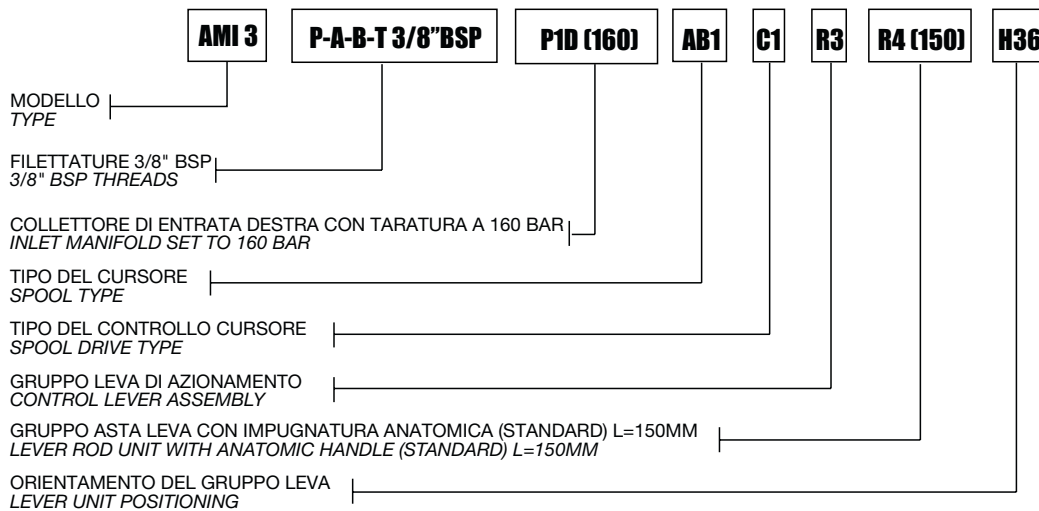 AMI 3 P-A-B-T 3/8”BSP P1D (160) AB1 C1 R3 R4 (150) H36
MODELLO
TYPE
FILETTATURE 3/8" BSP
3/8" BSP THREADS
COLLETTORE DI ENTRATA DESTRA CON TARATURA A 160 BAR
INLET MANIFOLD SET TO 160 BAR
TIPO DEL CURSORE
SPOOL TYPE
TIPO DEL CONTROLLO CURSORE
SPOOL DRIVE TYPE
GRUPPO LEVA DI AZIONAMENTO
CONTROL LEVER ASSEMBLY
GRUPPO ASTA LEVA CON IMPUGNATURA ANATOMICA (STANDARD) L=150MM
LEVER ROD UNIT WITH ANATOMIC HANDLE (STANDARD) L=150MM
ORIENTAMENTO DEL GRUPPO LEVA
LEVER UNIT POSITIONING